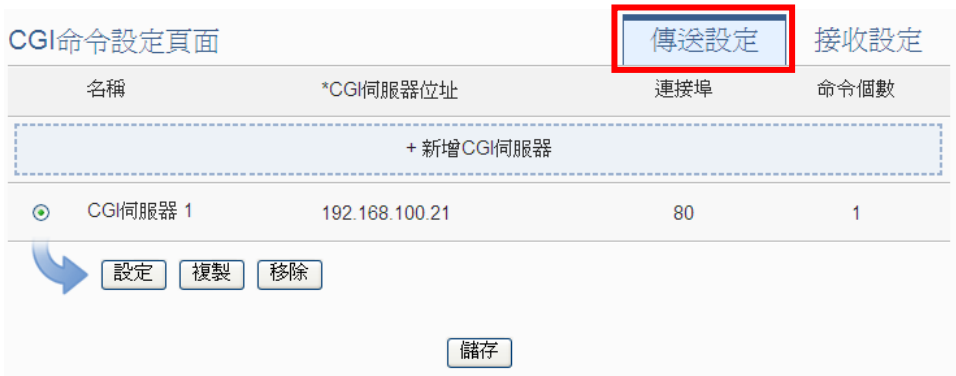 CGI命令設定頁面 傳送設定 接收設定
名稱 *CGI伺服器位址 連接埠 命令個數
+ 新增CGI伺服器
CGI伺服器 1 192.168.100.21 80 1
設定 複製 移除
儲存